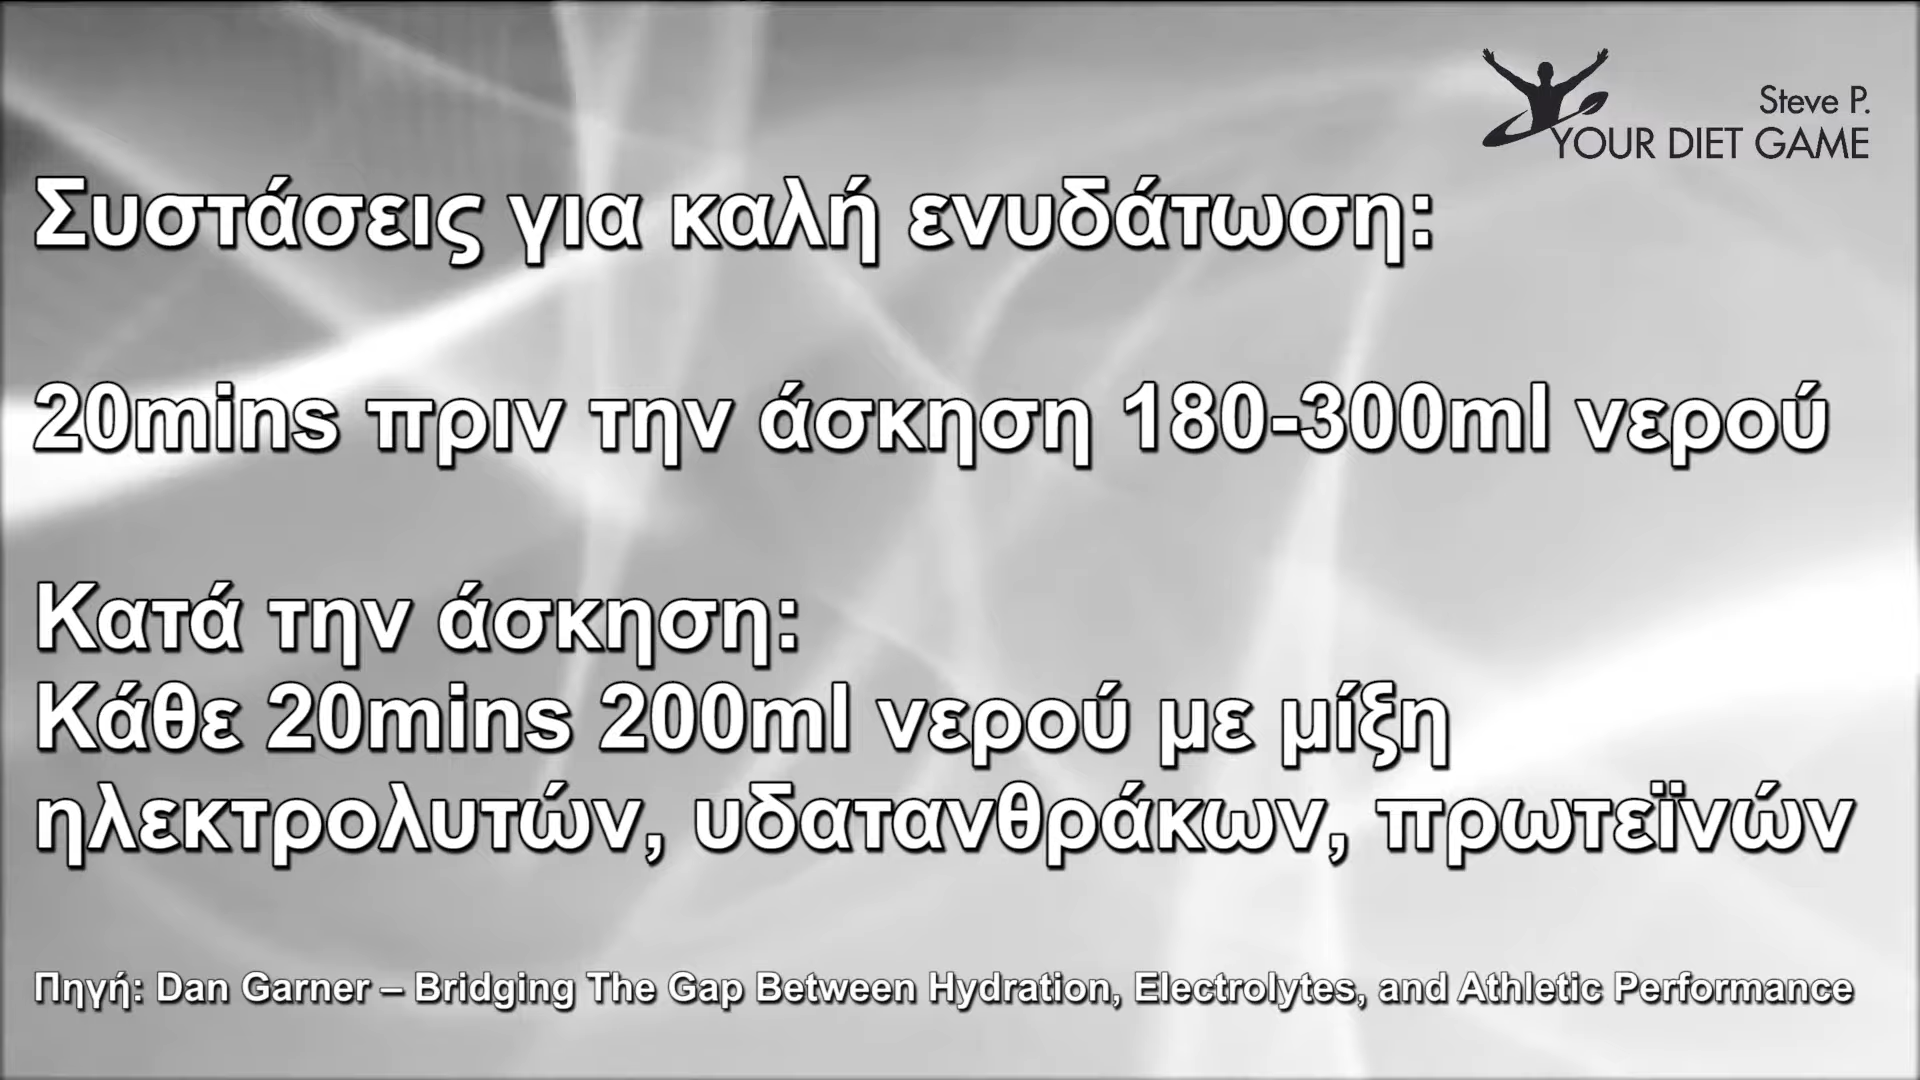 Steve P.
YOUR DIET GAME
Συστάσεις για καλή ενυδάτωση:
20mins πριν την άσκηση 180-300ml νερού
Κατά την άσκηση:
Κάθε 20mins 200ml νερού με μίξη
ηλεκτρολυτών, υδατανθράκων, πρωτεϊνών
Πηγή: Dan Garner – Bridging The Gap Between Hydration, Electrolytes, and Athletic Performance